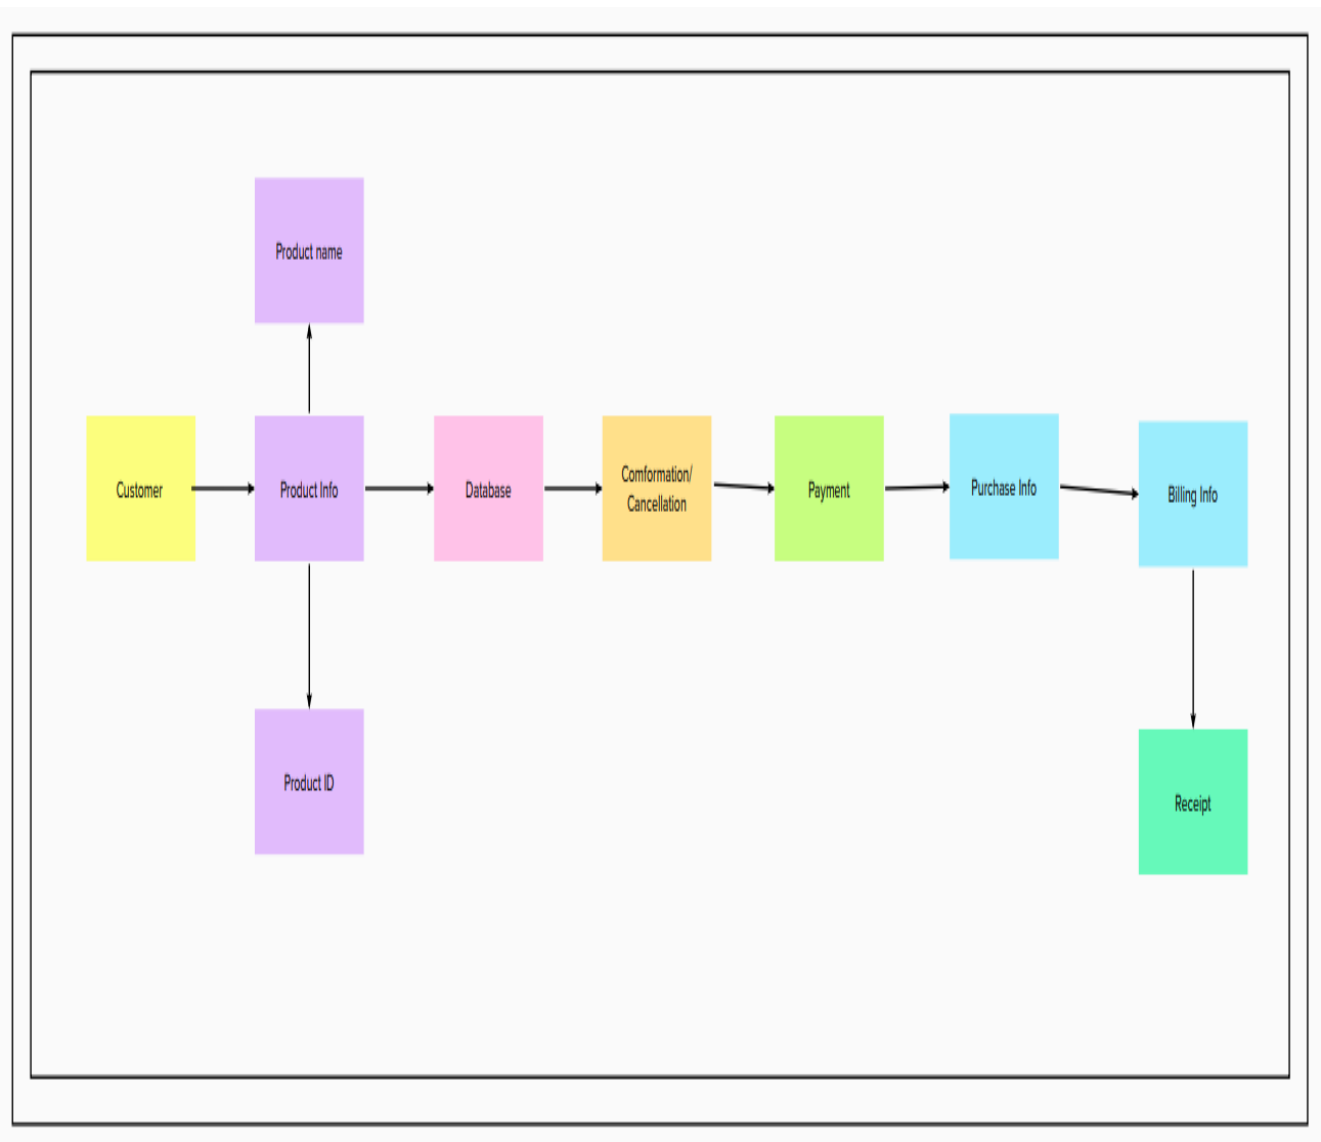 Product name
Customer
Product Info
Database
Comformation/
Cancellation
Payment
Purchase Info
Billing Info
Product ID
Receipt